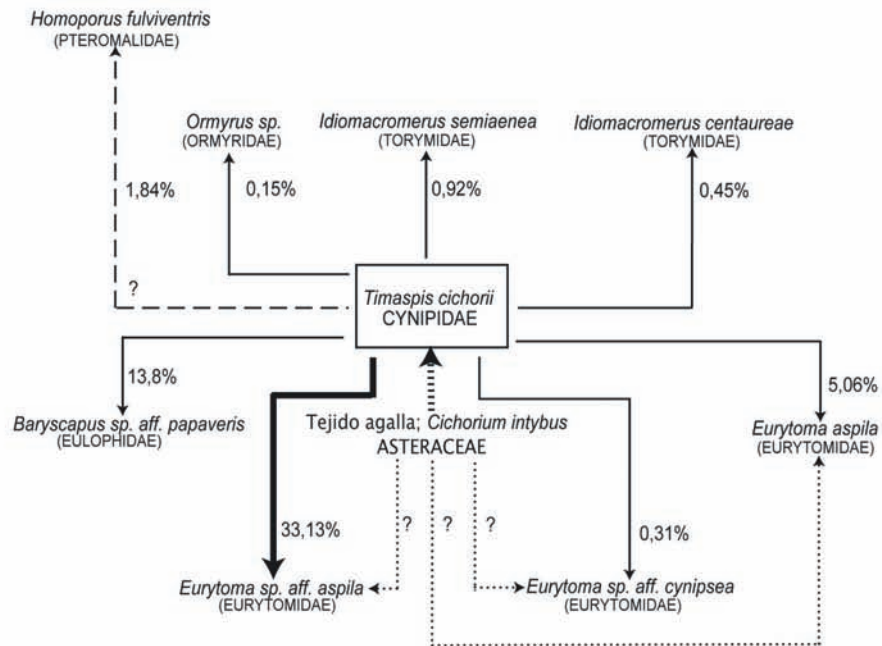 Homoporus fulviventris
(PTEROMALIDAE)
Ormyrus sp.
(ORMYRIDAE)
Idiomacromerus semiaenea
(TORYMIDAE)
Idiomacromerus centaureae
(TORYMIDAE)
1,84%
0,15%
0,92%
0,45%
?
Timaspis cichorii
CYNIPIDAE
13,8%
5,06%
Baryscapus sp. aff. papaveris
(EULOPHIDAE)
Tejido agalla; Cichorium intybus
ASTERACEAE
Eurytoma aspila
(EURYTOMIDAE)
33,13%
?
?
?
0,31%
Eurytoma sp. aff. aspila
(EURYTOMIDAE)
Eurytoma sp. aff. cynipsea
(EURYTOMIDAE)